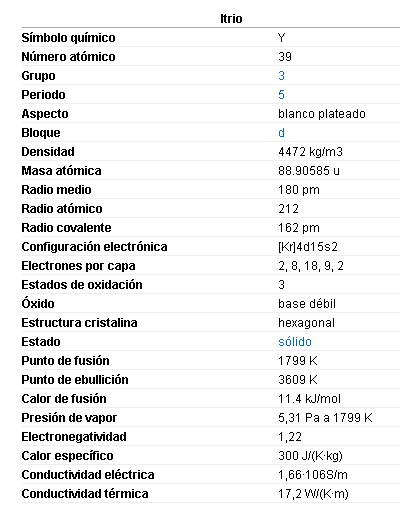 Itrio
Símbolo químico Y
Número atómico 39
Grupo 3
Periodo 5
Aspecto blanco plateado
Bloque d
Densidad 4472 kg/m3
Masa atómica 88.90585 u
Radio medio 180 pm
Radio atómico 212
Radio covalente 162 pm
Configuración electrónica [Kr]4d15s2
Electrones por capa 2, 8, 18, 9, 2
Estados de oxidación 3
Óxido base débil
Estructura cristalina hexagonal
Estado sólido
Punto de fusión 1799 K
Punto de ebullición 3609 K
Calor de fusión 11.4 kJ/mol
Presión de vapor 5,31 Pa a 1799 K
Electronegatividad 1,22
Calor específico 300 J/(K·kg)
Conductividad eléctrica 1,66·106S/m
Conductividad térmica 17,2 W/(K·m)